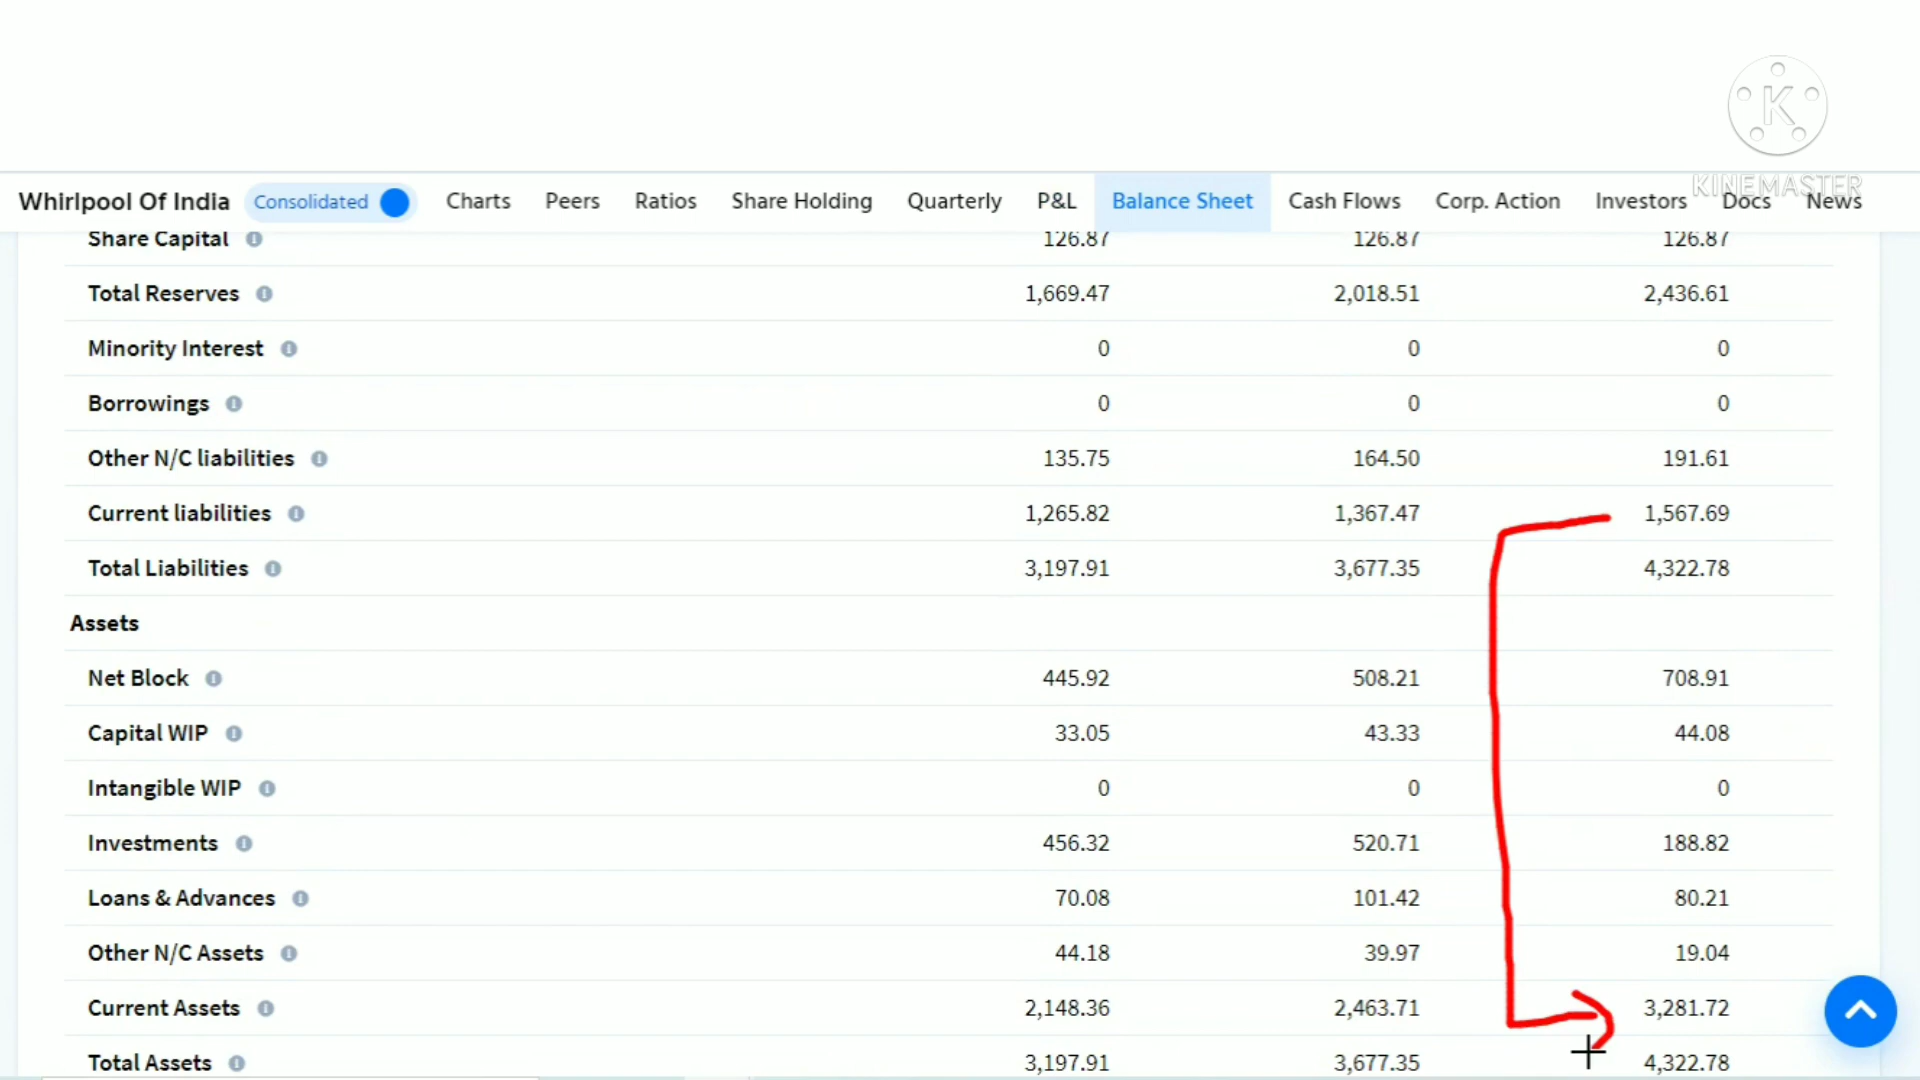 K
KINEMASTER
Whirlpool Of India Consolidated Charts Peers Ratios Share Holding Quarterly P&L Balance Sheet Cash Flows Corp. Action Investors Docs News
Share Capital 126.87 126.87 126.87
Total Reserves 1,669.47 2,018.51 2,436.61
Minority Interest 0 0 0
Borrowings 0 0 0
Other N/C liabilities 135.75 164.50 191.61
Current liabilities 1,265.82 1,367.47 1,567.69
Total Liabilities 3,197.91 3,677.35 4,322.78
Assets
Net Block 445.92 508.21 708.91
Capital WIP 33.05 43.33 44.08
Intangible WIP 0 0 0
Investments 456.32 520.71 188.82
Loans & Advances 70.08 101.42 80.21
Other N/C Assets 44.18 39.97 19.04
Current Assets 2,148.36 2,463.71 3,281.72
Total Assets 3,197.91 3,677.35 4,322.78